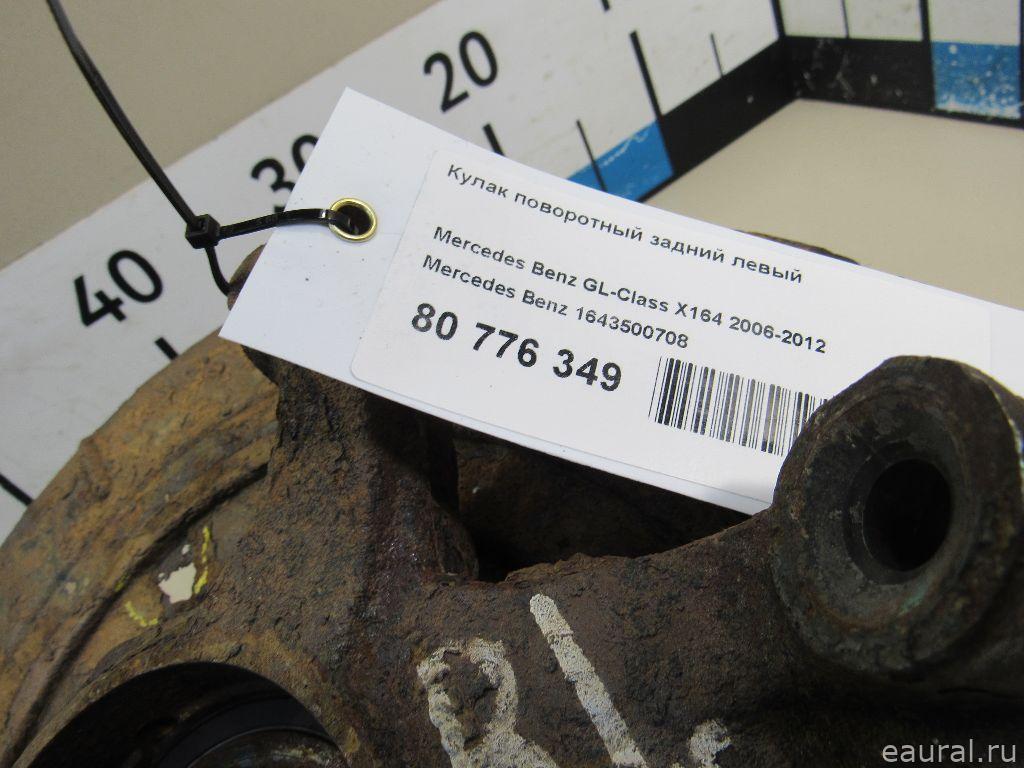 20
30
40
Кулак поворотный задний левый
Mercedes Benz GL-Class X164 2006-2012
Mercedes Benz 1643500708
80 776 349
eaural.ru